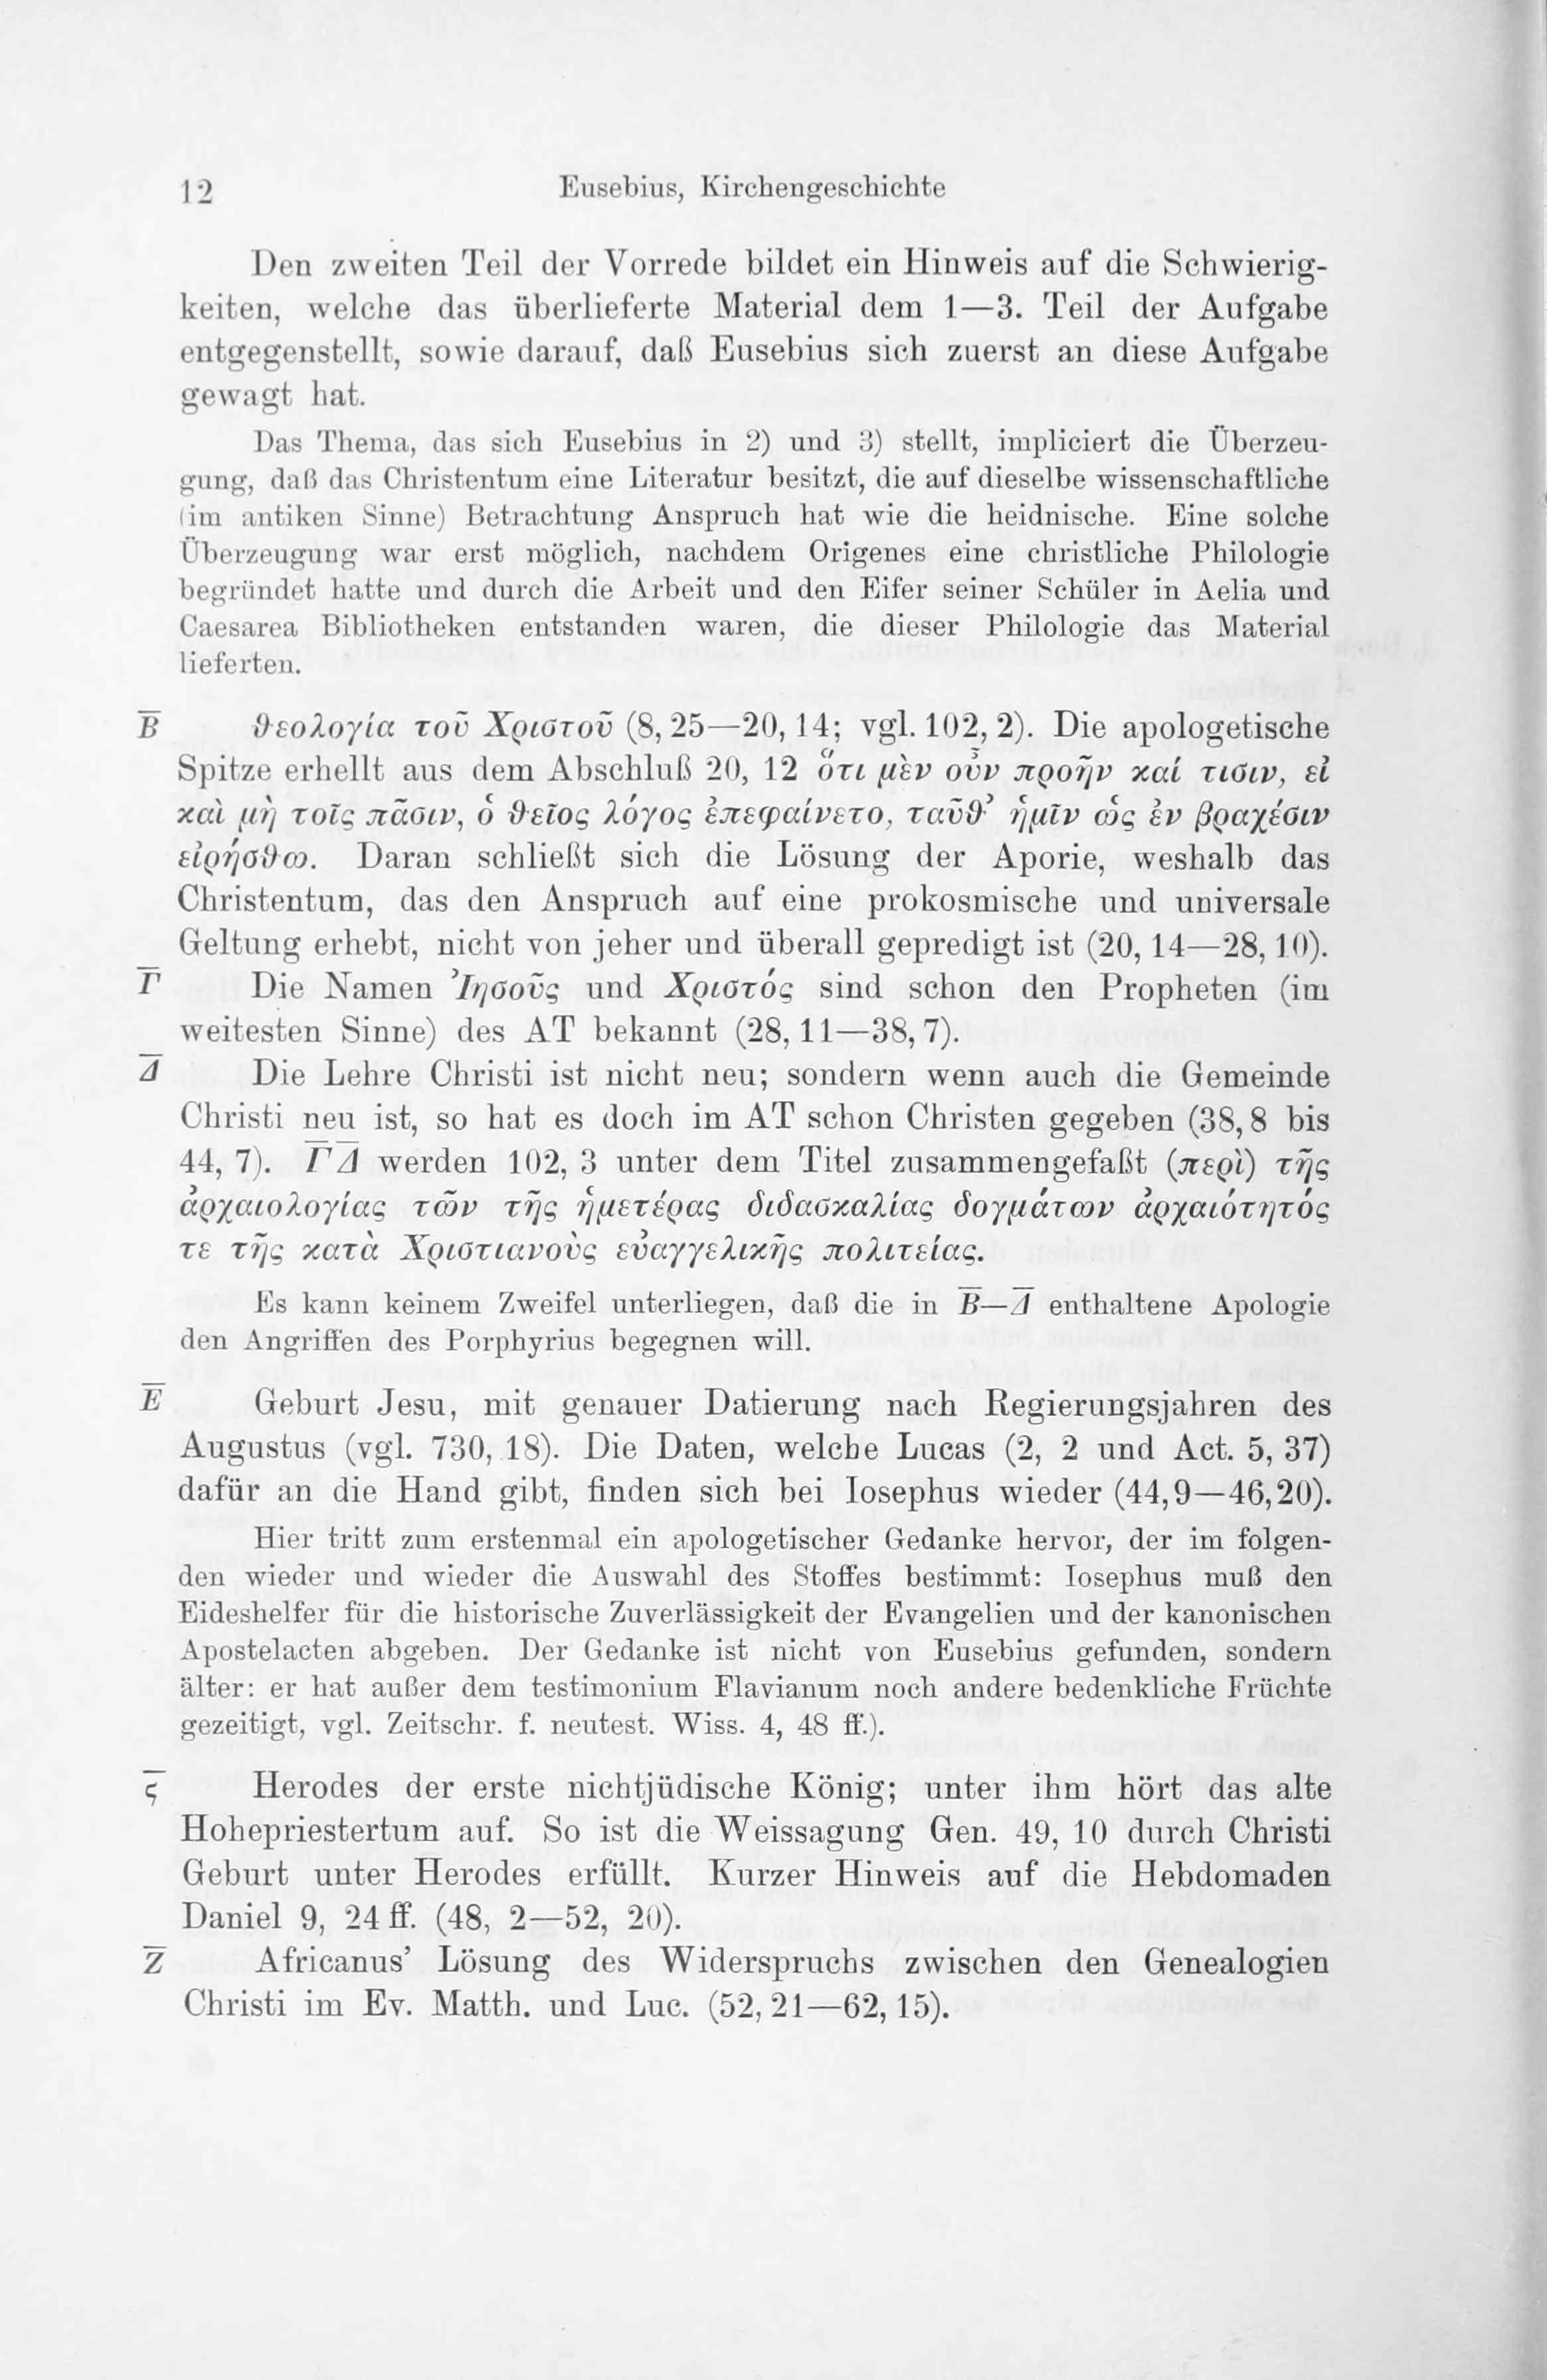 12 Eusebius, Kirchengeschichte
Den zweiten Teil der Vorrede bildet ein Hinweis auf die Schwierig-
keiten, welche das überlieferte Material dem 1—3. Teil der Aufgabe
entgegenstellt, sowie darauf, daß Eusebius sich zuerst an diese Aufgabe
gewagt hat.
Das Thema, das sich Eusebius in 2) und 3) stellt, impliciert die Überzeu-
gung, daß das Christentum eine Literatur besitzt, die auf dieselbe wissenschaftliche
(im antiken Sinne) Betrachtung Anspruch hat wie die heidnische. Eine solche
Überzeugung war erst möglich, nachdem Origenes eine christliche Philologie
begründet hatte und durch die Arbeit und den Eifer seiner Schüler in Aelia und
Caesarea Bibliotheken entstanden waren, die dieser Philologie das Material
lieferten.
Β̅ θεολογία τοῦ Χριστοῦ (8, 25—20, 14; vgl. 102, 2). Die apologetische
Spitze erhellt aus dem Abschluß 20, 12 ὅτι μὲν οὖν προῆν καί τισιν, εἰ
καὶ μὴ τοῖς πᾶσιν, ὁ θεῖος λόγος ἐπεφαίνετο, ταῦθ’ ἡμῖν ὡς ἐν βραχέσιν
εἰρήσθω. Daran schließt sich die Lösung der Aporie, weshalb das
Christentum, das den Anspruch auf eine prokosmische und universale
Geltung erhebt, nicht von jeher und überall gepredigt ist (20, 14—28, 10).
Γ̅ Die Namen Ἰησοῦς und Χριστός sind schon den Propheten (im
weitesten Sinne) des AT bekannt (28, 11—38, 7).
Δ̅ Die Lehre Christi ist nicht neu; sondern wenn auch die Gemeinde
Christi neu ist, so hat es doch im AT schon Christen gegeben (38, 8 bis
44, 7). Γ̅ Δ̅ werden 102, 3 unter dem Titel zusammengefaßt (περὶ) τῆς
ἀρχαιολογίας τῶν τῆς ἡμετέρας διδασκαλίας δογμάτων ἀρχαιότητός
τε τῆς κατὰ Χριστιανοὺς εὐαγγελικῆς πολιτείας.
Es kann keinem Zweifel unterliegen, daß die in Β̅—Δ̅ enthaltene Apologie
den Angriffen des Porphyrius begegnen will.
Ε̅ Geburt Jesu, mit genauer Datierung nach Regierungsjahren des
Augustus (vgl. 730, 18). Die Daten, welche Lucas (2, 2 und Act. 5, 37)
dafür an die Hand gibt, finden sich bei Iosephus wieder (44,9—46,20).
Hier tritt zum erstenmal ein apologetischer Gedanke hervor, der im folgen-
den wieder und wieder die Auswahl des Stoffes bestimmt: Iosephus muß den
Eideshelfer für die historische Zuverlässigkeit der Evangelien und der kanonischen
Apostelacten abgeben. Der Gedanke ist nicht von Eusebius gefunden, sondern
älter: er hat außer dem testimonium Flavianum noch andere bedenkliche Früchte
gezeitigt, vgl. Zeitschr. f. neutest. Wiss. 4, 48 ff.).
ϛ̅ Herodes der erste nichtjüdische König; unter ihm hört das alte
Hohepriestertum auf. So ist die Weissagung Gen. 49, 10 durch Christi
Geburt unter Herodes erfüllt. Kurzer Hinweis auf die Hebdomaden
Daniel 9, 24 ff. (48, 2—52, 20).
Ζ̅ Africanus’ Lösung des Widerspruchs zwischen den Genealogien
Christi im Ev. Matth. und Luc. (52, 21—62, 15).